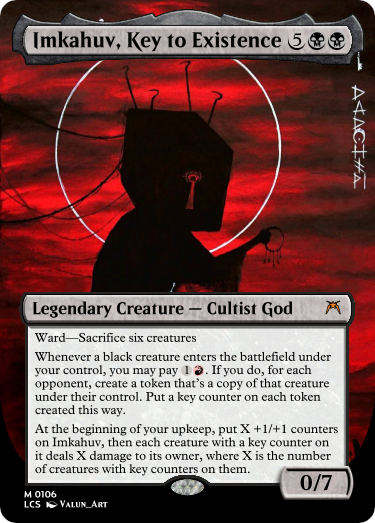 Imkahuv, Key to Existence 5
Legendary Creature — Cultist God
Ward—Sacrifice six creatures
Whenever a black creature enters the battlefield under
your control, you may pay 1. If you do, for each
opponent, create a token that's a copy of that creature
under their control. Put a key counter on each token
created this way.
At the beginning of your upkeep, put X +1/+1 counters
on Imkahuv, then each creature with a key counter on
it deals X damage to its owner, where X is the number
of creatures with key counters on them.
0/7
M 0106
LCS Valun_Art